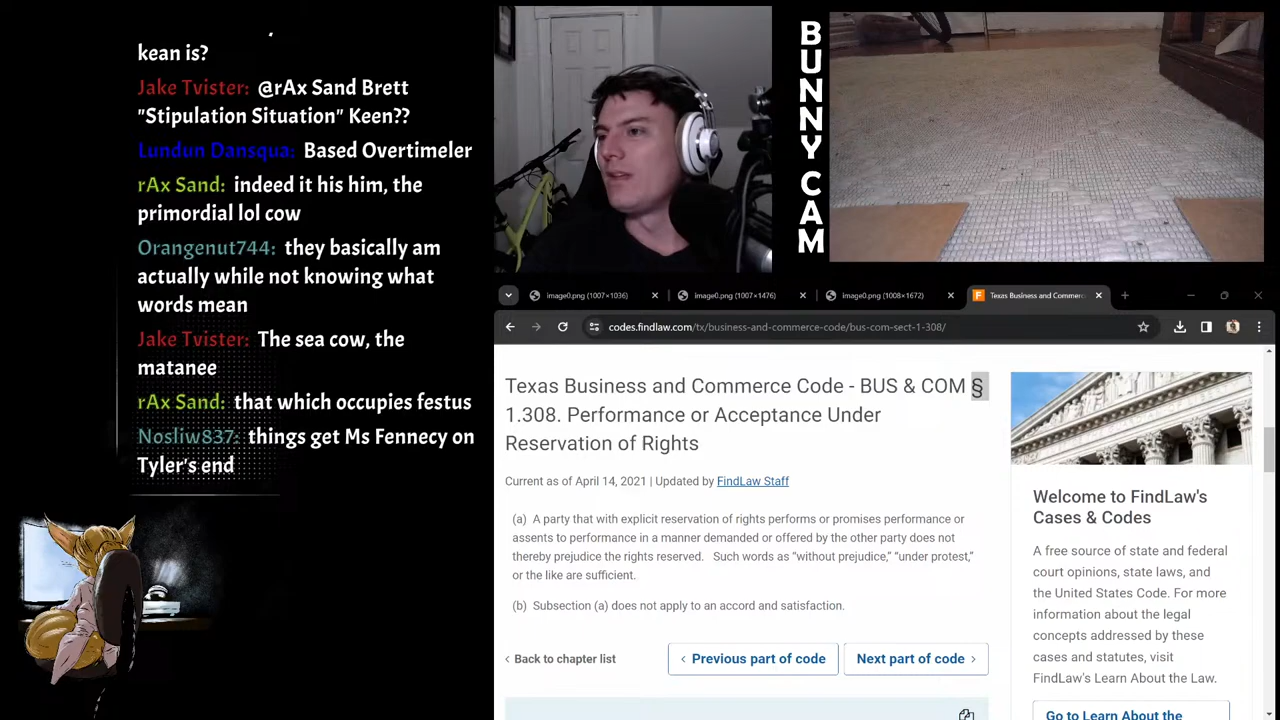 kean is?
Jake Tvister: @rAx Sand Brett
"Stipulation Situation" Keen??
Lundun Dansqua: Based Overtimeler
rAx Sand: indeed it his him, the
primordial lol cow
Orangenut744: they basically am
actually while not knowing what
words mean
Jake Tvister: The sea cow, the
matanee
rAx Sand: that which occupies festus
Nosliw837: things get Ms Fennecy on
Tyler's end
BUNNY CAM
image0.png (1007×1036)
image0.png (1007×1476)
image0.png (1008×1672)
Texas Business and Commerc
codes.findlaw.com/tx/business-and-commerce-code/bus-com-sect-1-308/
Texas Business and Commerce Code - BUS & COM §
1.308. Performance or Acceptance Under
Reservation of Rights
Current as of April 14, 2021 | Updated by FindLaw Staff
(a) A party that with explicit reservation of rights performs or promises performance or
assents to performance in a manner demanded or offered by the other party does not
thereby prejudice the rights reserved. Such words as “without prejudice,” “under protest,”
or the like are sufficient.
(b) Subsection (a) does not apply to an accord and satisfaction.
Back to chapter list
Previous part of code
Next part of code
Welcome to FindLaw's
Cases & Codes
A free source of state and federal
court opinions, state laws, and
the United States Code. For more
information about the legal
concepts addressed by these
cases and statutes, visit
FindLaw's Learn About the Law.
Go to Learn About the